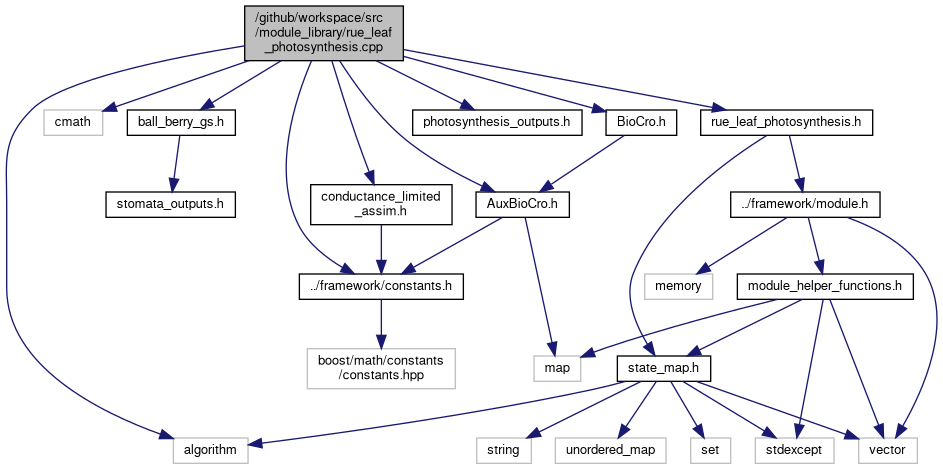 /github/workspace/src
/module_library/rue_leaf
_photosynthesis.cpp
cmath
ball_berry_gs.h
photosynthesis_outputs.h
BioCro.h
rue_leaf_photosynthesis.h
stomata_outputs.h
conductance_limited
_assim.h
AuxBioCro.h
../framework/module.h
../framework/constants.h
memory
module_helper_functions.h
boost/math/constants
/constants.hpp
map
state_map.h
algorithm
string
unordered_map
set
stdexcept
vector